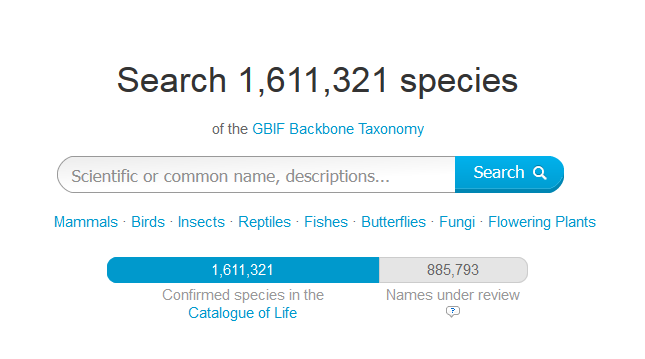 Search 1,611,321 species
of the GBIF Backbone Taxonomy
Scientific or common name, descriptions...
Search
Mammals · Birds · Insects · Reptiles · Fishes · Butterflies · Fungi · Flowering Plants
1,611,321
885,793
Confirmed species in the
Catalogue of Life
Names under review
?